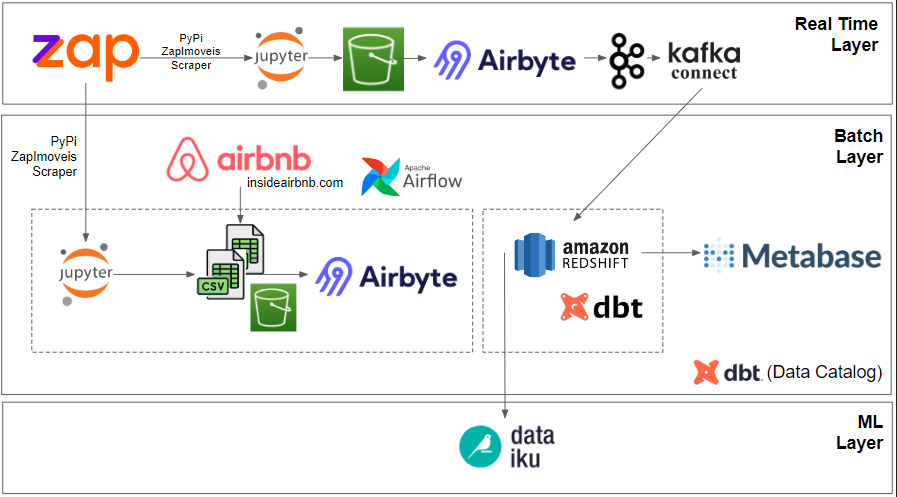 Real Time
Layer
zap
PyPi
ZapImoveis
Scraper
jupyter
Airbyte
kafka
connect
Batch
Layer
PyPi
ZapImoveis
Scraper
airbnb
insideairbnb.com
Apache
Airflow
jupyter
CSV
Airbyte
amazon
REDSHIFT
dbt
Metabase
dbt (Data Catalog)
ML
Layer
data
iku